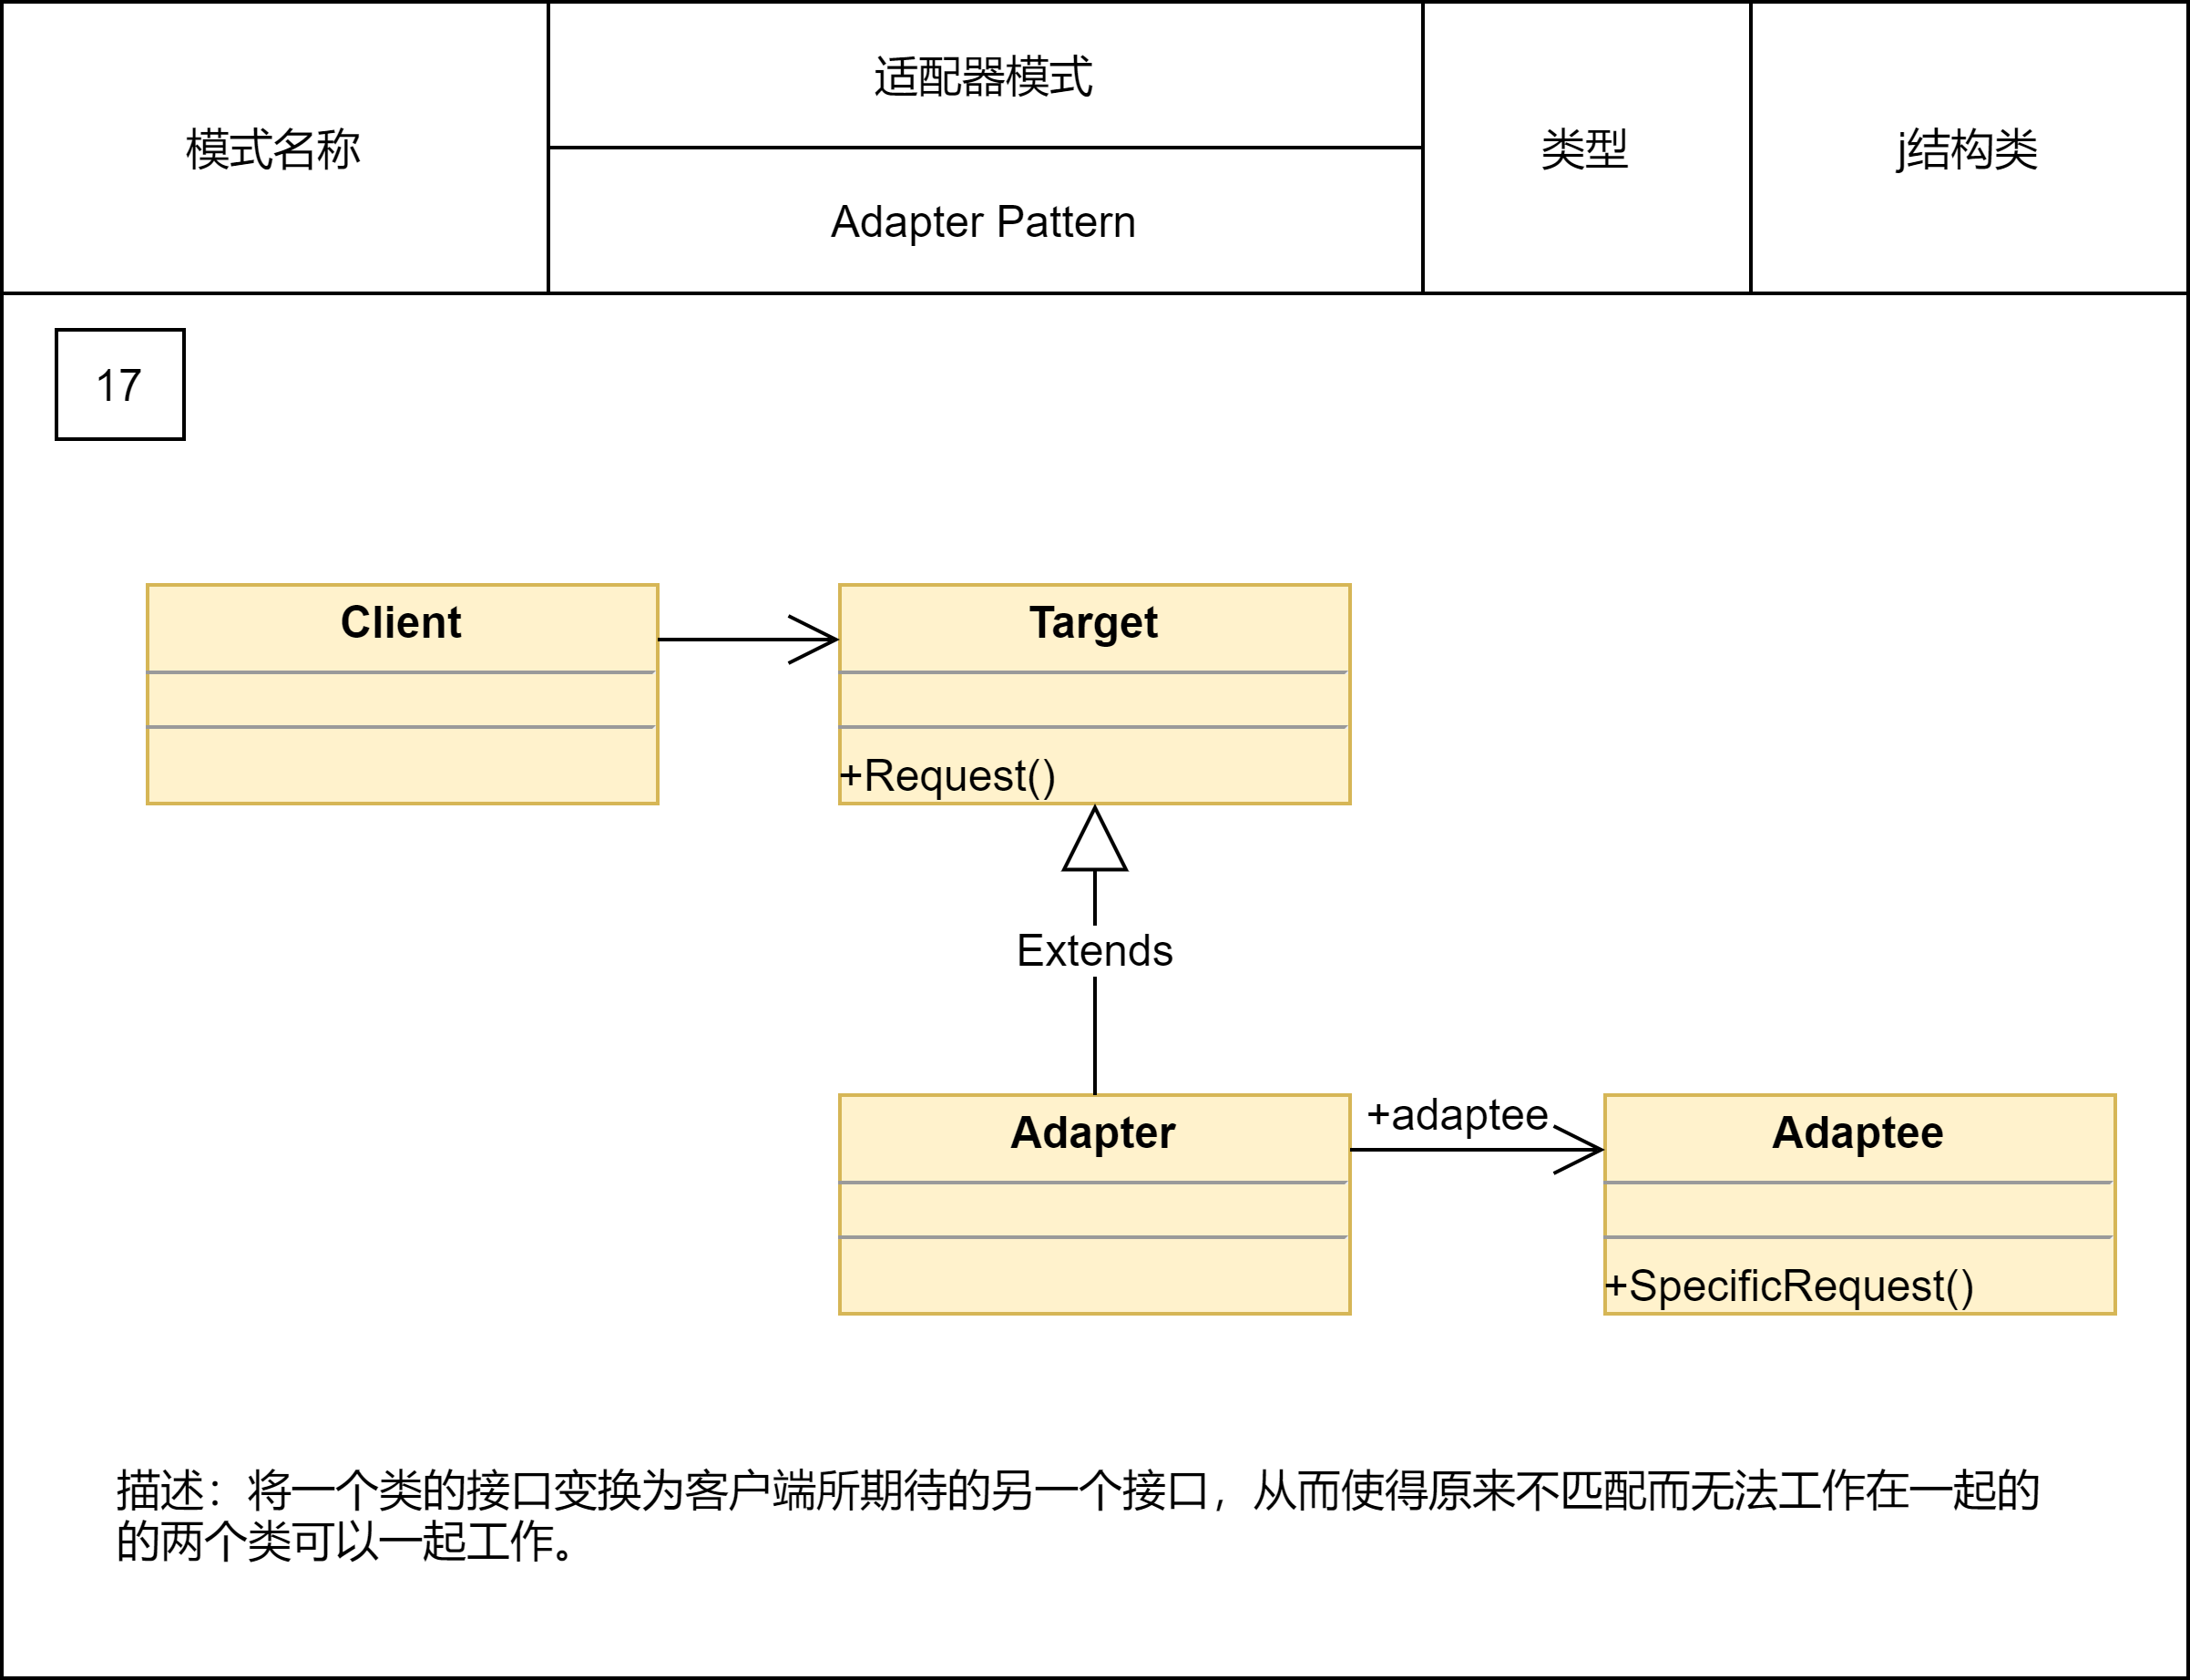 模式名称
适配器模式
Adapter Pattern
类型
j结构类
17
Client
Target
+Request()
Extends
Adapter
+adaptee
Adaptee
+SpecificRequest()
描述：将一个类的接口变换为客户端所期待的另一个接口，从而使得原来不匹配而无法工作在一起的
的两个类可以一起工作。